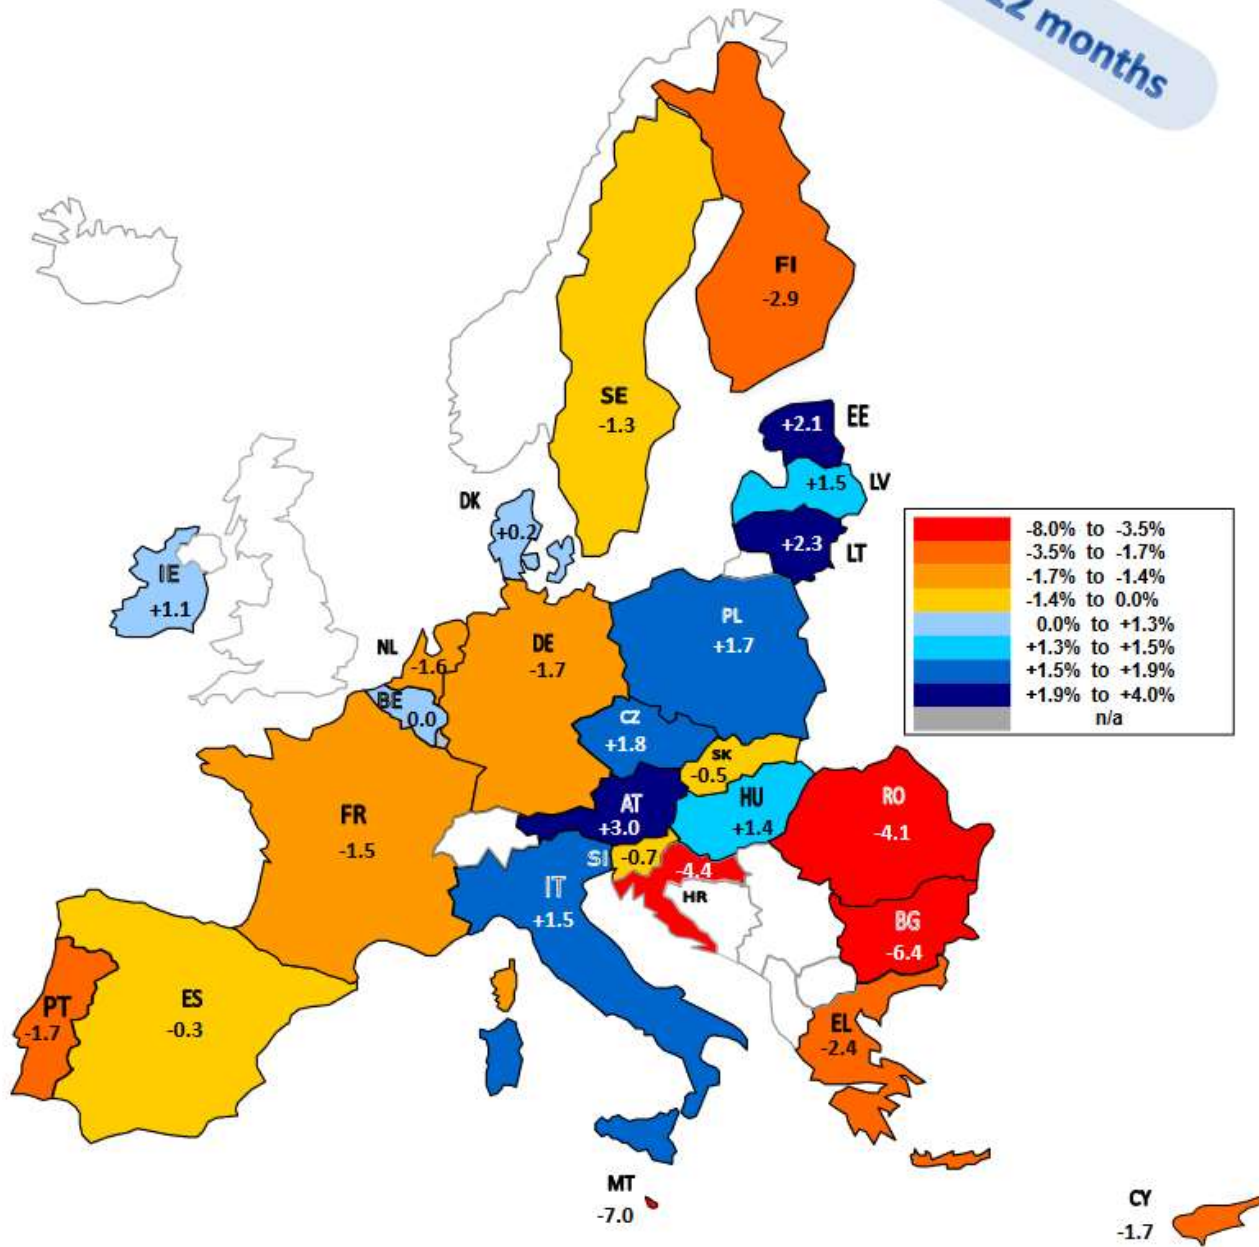 months
FI
-2.9
SE
-1.3
+2.1
EE
+1.5
LV
+2.3
LT
DK
+0.2
IE
+1.1
NL
-1.6
DE
-1.7
PL
+1.7
BE
0.0
CZ
+1.8
SK
-0.5
AT
+3.0
HU
+1.4
RO
-4.1
FR
-1.5
SI
-0.7
-4.4
HR
IT
+1.5
BG
-6.4
PT
-1.7
ES
-0.3
EL
-2.4
MT
-7.0
CY
-1.7
-8.0% to -3.5%
-3.5% to -1.7%
-1.7% to -1.4%
-1.4% to 0.0%
0.0% to +1.3%
+1.3% to +1.5%
+1.5% to +1.9%
+1.9% to +4.0%
n/a